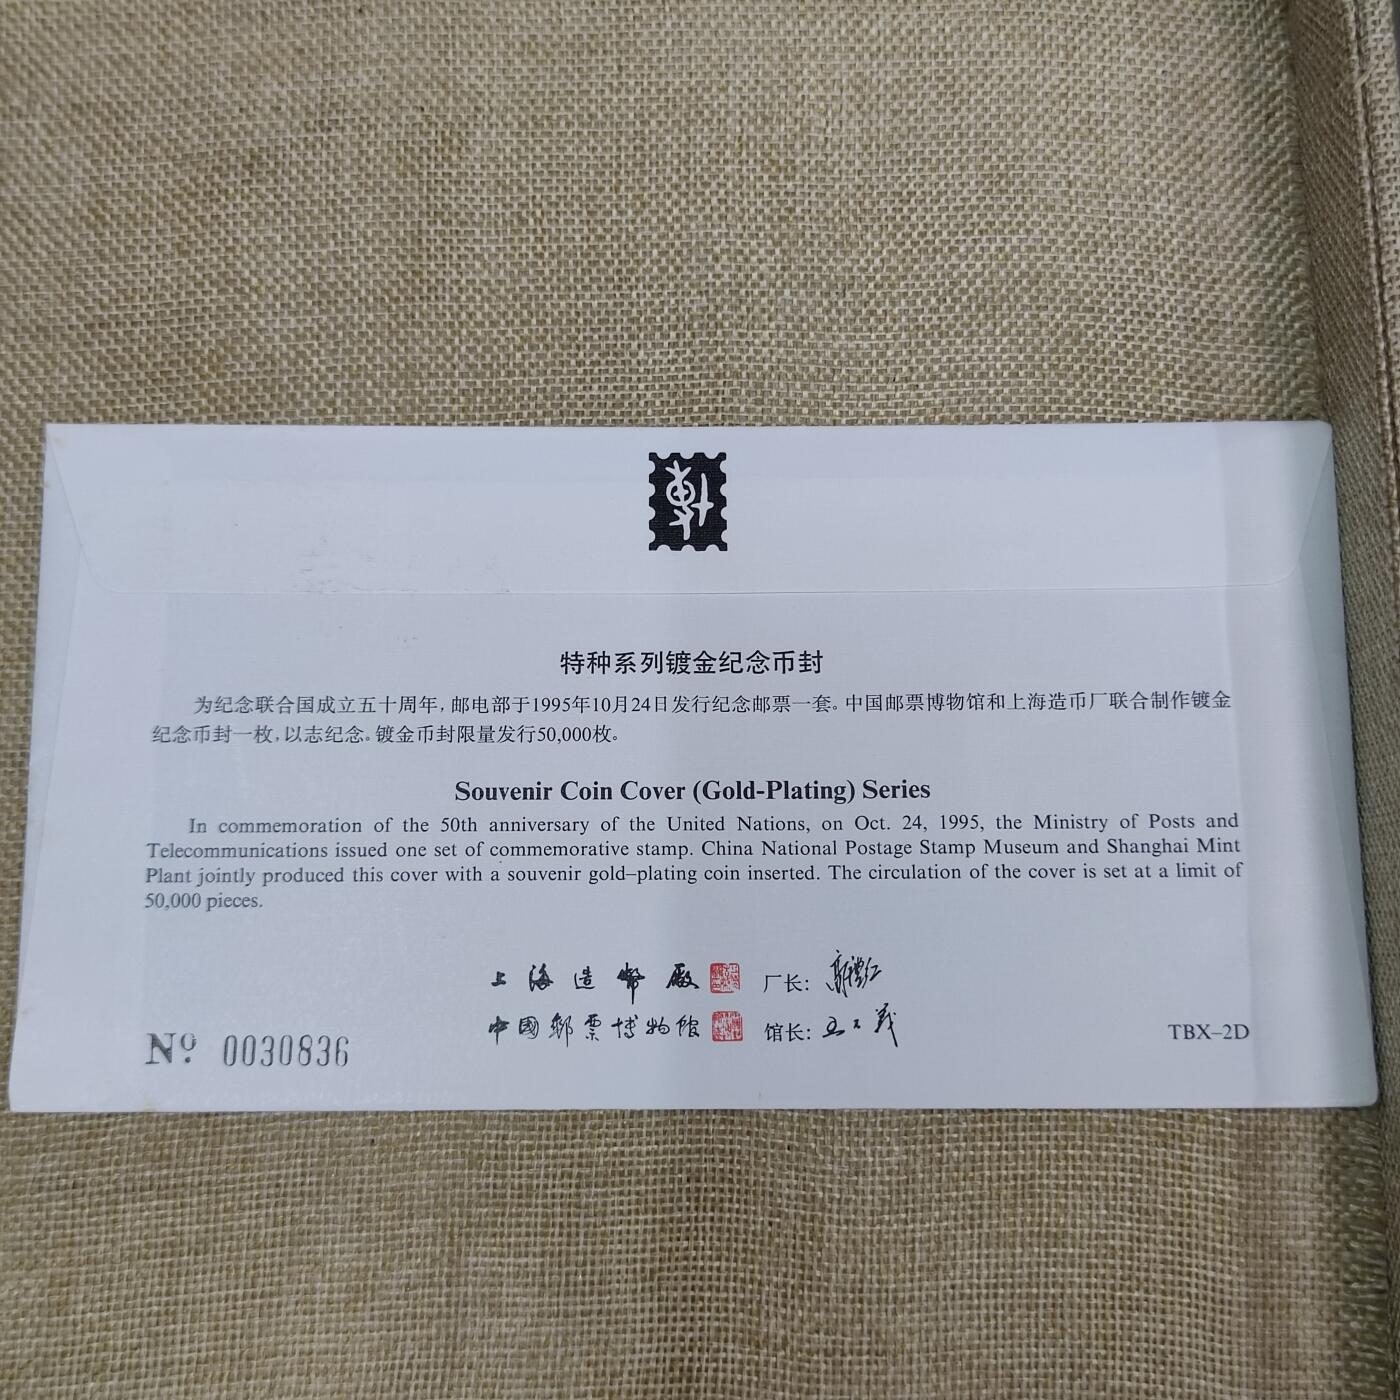 特种系列镀金纪念币封
为纪念联合国成立五十周年，邮电部于1995年10月24日发行纪念邮票一套。中国邮票博物馆和上海造币厂联合制作镀金
纪念币封一枚，以志纪念。镀金币封限量发行50,000枚。
Souvenir Coin Cover (Gold-Plating) Series
In commemoration of the 50th anniversary of the United Nations, on Oct. 24, 1995, the Ministry of Posts and
Telecommunications issued one set of commemorative stamp. China National Postage Stamp Museum and Shanghai Mint
Plant jointly produced this cover with a souvenir gold–plating coin inserted. The circulation of the cover is set at a limit of
50,000 pieces.
上海造幣廠 厂长:
中國郵票博物馆 馆长:
Nº 0030836
TBX–2D